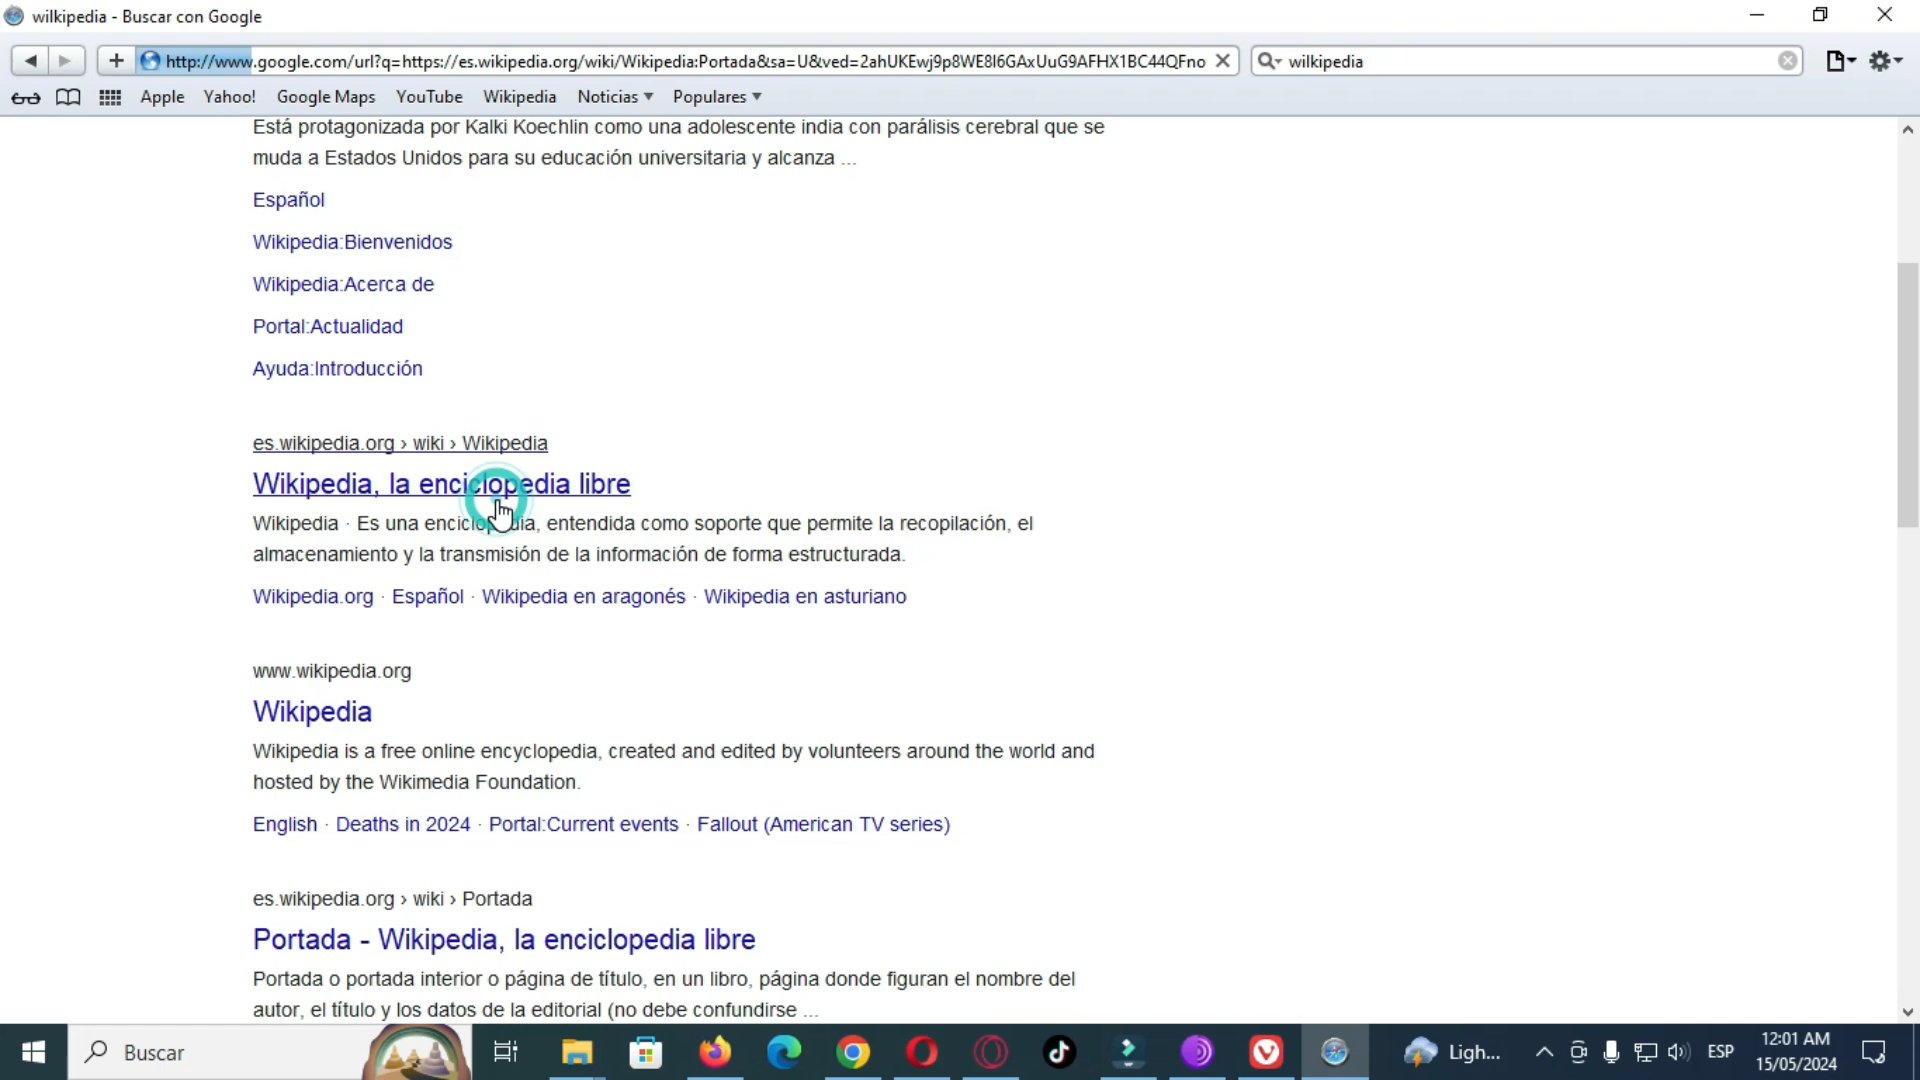 wilkipedia - Buscar con Google
http://www.google.com/url?q=https://es.wikipedia.org/wiki/Wikipedia:Portada&sa=U&ved=2ahUKEwj9p8WE8I6GAxUuG9AFHX1BC44QFno
wilkipedia
Apple Yahoo! Google Maps YouTube Wikipedia Noticias Populares
Está protagonizada por Kalki Koechlin como una adolescente india con parálisis cerebral que se
muda a Estados Unidos para su educación universitaria y alcanza ...
Español
Wikipedia:Bienvenidos
Wikipedia:Acerca de
Portal:Actualidad
Ayuda:Introducción
es.wikipedia.org › wiki › Wikipedia
Wikipedia, la enciclopedia libre
Wikipedia · Es una enciclopedia, entendida como soporte que permite la recopilación, el
almacenamiento y la transmisión de la información de forma estructurada.
Wikipedia.org · Español · Wikipedia en aragonés · Wikipedia en asturiano
www.wikipedia.org
Wikipedia
Wikipedia is a free online encyclopedia, created and edited by volunteers around the world and
hosted by the Wikimedia Foundation.
English · Deaths in 2024 · Portal:Current events · Fallout (American TV series)
es.wikipedia.org › wiki › Portada
Portada - Wikipedia, la enciclopedia libre
Portada o portada interior o página de título, en un libro, página donde figuran el nombre del
autor, el título y los datos de la editorial (no debe confundirse ...
Buscar
Ligh...
ESP
12:01 AM
15/05/2024